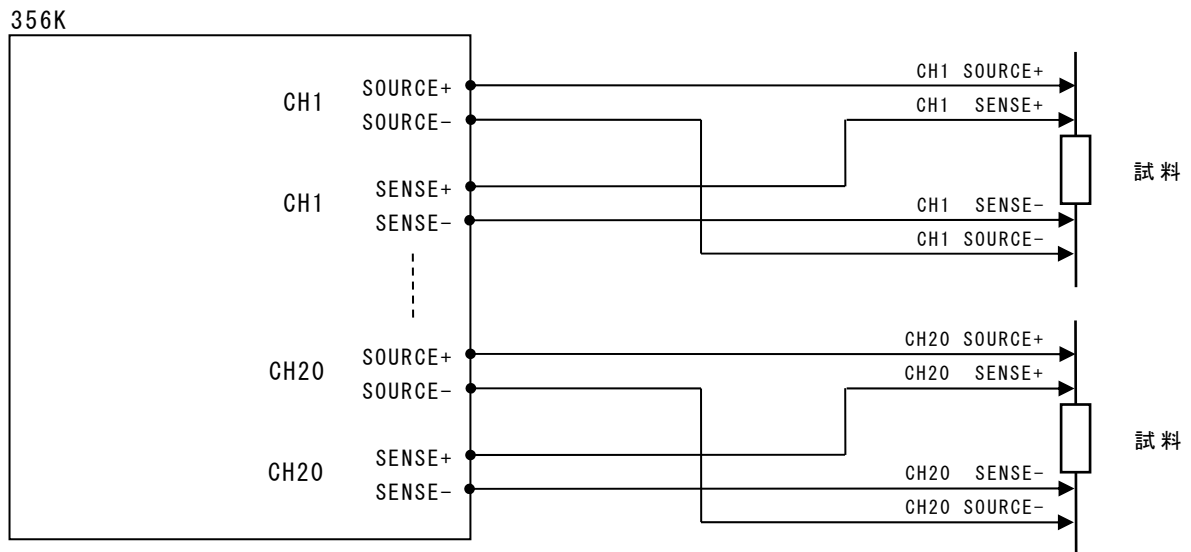 356K
CH1 SOURCE+
SOURCE-
CH1 SENSE+
SENSE-
CH20 SOURCE+
SOURCE-
CH20 SENSE+
SENSE-
CH1 SOURCE+
CH1 SENSE+
CH1 SENSE-
CH1 SOURCE-
試料
CH20 SOURCE+
CH20 SENSE+
CH20 SENSE-
CH20 SOURCE-
試料